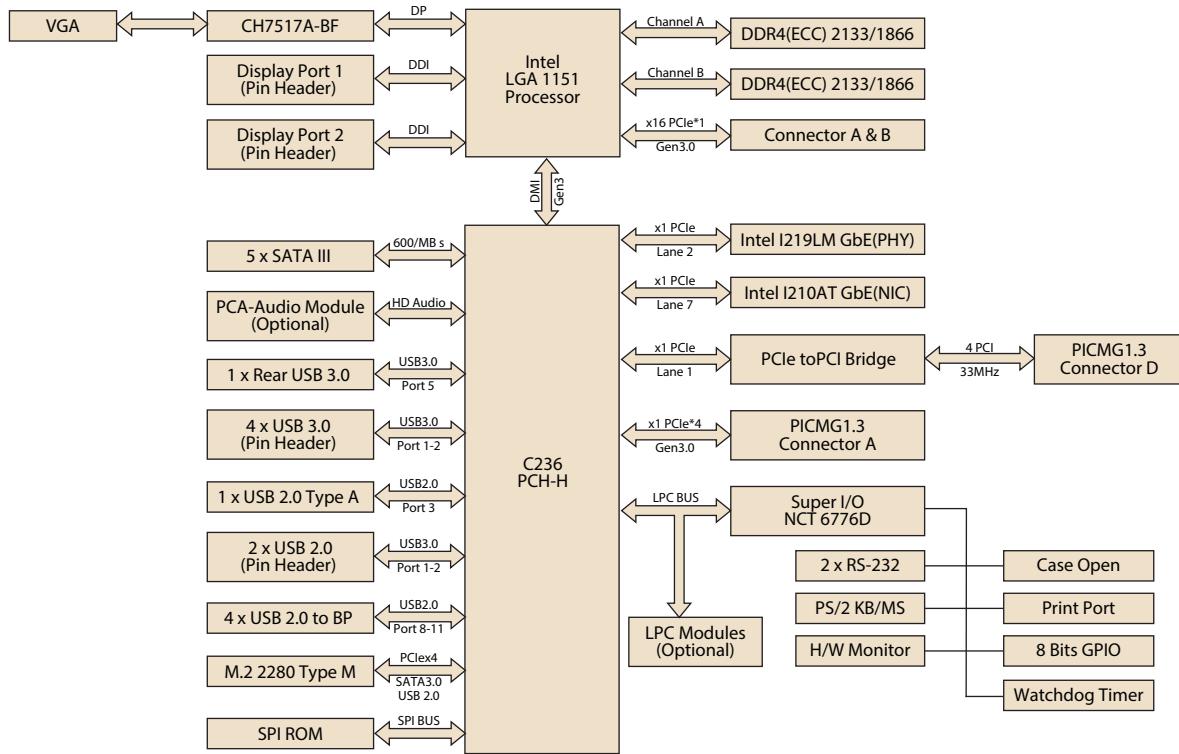 VGA
CH7517A-BF
DP
Display Port 1
(Pin Header)
DDI
Display Port 2
(Pin Header)
DDI
Intel
LGA 1151
Processor
Channel A
DDR4(ECC) 2133/1866
Channel B
DDR4(ECC) 2133/1866
x16 PCIe*1
Gen3.0
Connector A & B
DMI
Gen3
5 x SATA III
600/MB s
PCA-Audio Module
(Optional)
HD Audio
1 x Rear USB 3.0
USB3.0
Port 5
4 x USB 3.0
(Pin Header)
USB3.0
Port 1-2
1 x USB 2.0 Type A
USB2.0
Port 3
2 x USB 2.0
(Pin Header)
USB3.0
Port 1-2
4 x USB 2.0 to BP
USB2.0
Port 8-11
M.2 2280 Type M
PCIex4
SATA3.0
USB 2.0
SPI ROM
SPI BUS
C236
PCH-H
x1 PCIe
Lane 2
Intel I219LM GbE(PHY)
x1 PCIe
Lane 7
Intel I210AT GbE(NIC)
x1 PCIe
Lane 1
PCIe toPCI Bridge
4 PCI
33MHz
PICMG1.3
Connector D
x1 PCIe*4
Gen3.0
PICMG1.3
Connector A
LPC BUS
Super I/O
NCT 6776D
LPC Modules
(Optional)
2 x RS-232
Case Open
PS/2 KB/MS
Print Port
H/W Monitor
8 Bits GPIO
Watchdog Timer